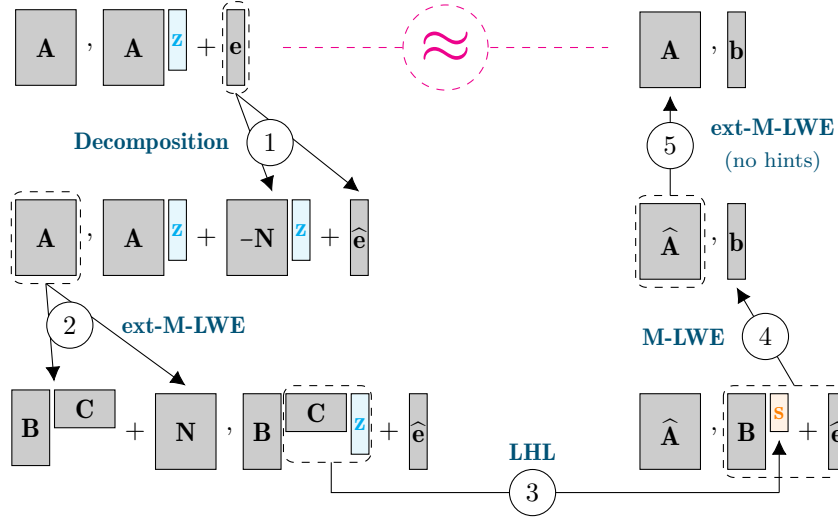 A , A z + e ≈ A , b
Decomposition 1
5 ext-M-LWE
(no hints)
A , A z + –N z + ê Â , b
2 ext-M-LWE
M-LWE 4
B C + N , B C z + ê Â , B s + ê
LHL
3